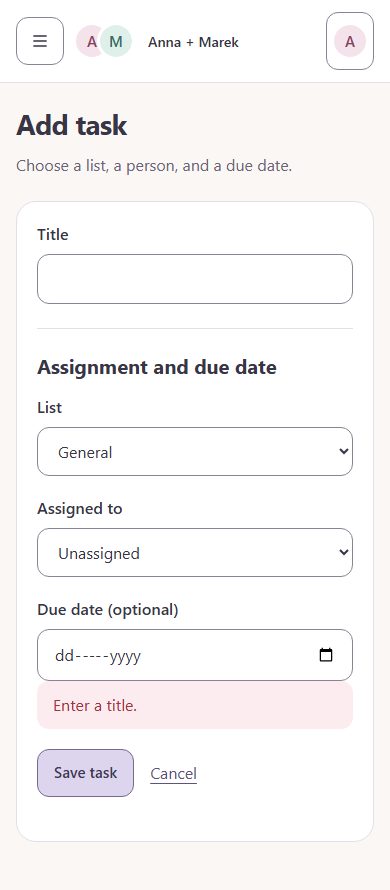 A M Anna + Marek A
Add task
Choose a list, a person, and a due date.
Title
Assignment and due date
List
General
Assigned to
Unassigned
Due date (optional)
dd-----yyyy
Enter a title.
Save task Cancel